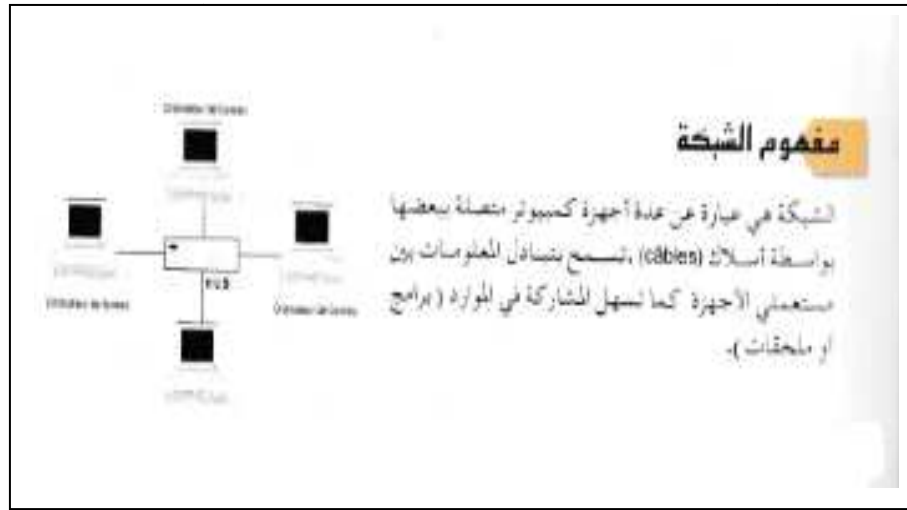 مفهوم الشبكة
الشبكة هي عبارة عن عدة أجهزة كمبيوتر متصلة ببعضها
بواسطة أسلاك (câbles) ،تسمح بتبادل المعلومات بين
مستعملي الأجهزة كما تسهل المشاركة في الموارد ( برامج
او ملحقات ).
HUB